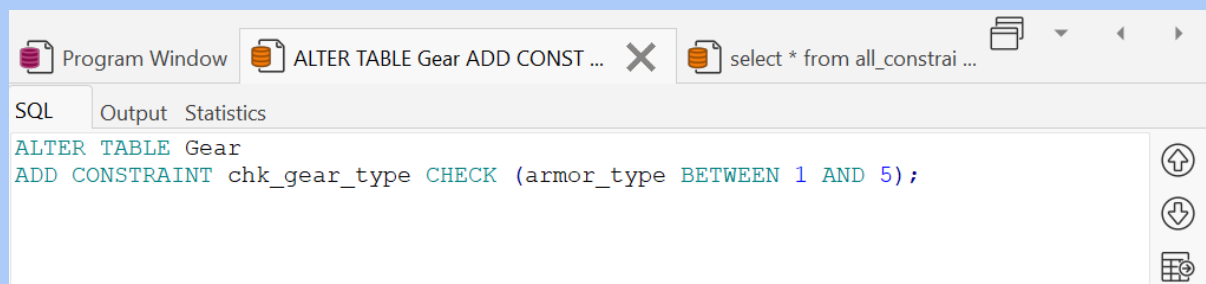 Program Window
ALTER TABLE Gear ADD CONST ...
select * from all_constrai ...
SQL
Output
Statistics
ALTER TABLE Gear
ADD CONSTRAINT chk_gear_type CHECK (armor_type BETWEEN 1 AND 5);